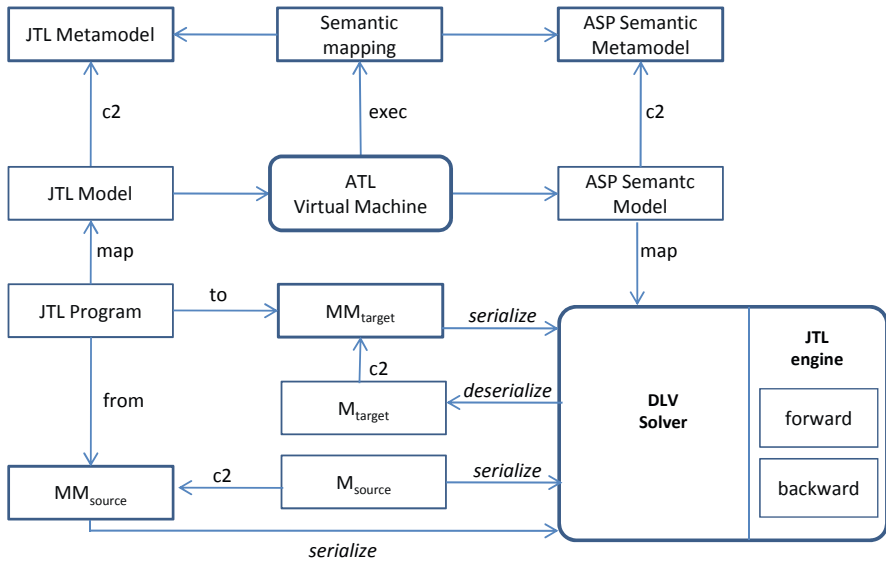 JTL Metamodel
Semantic
mapping
ASP Semantic
Metamodel
c2
exec
c2
JTL Model
ATL
Virtual Machine
ASP Semantc
Model
map
map
JTL Program
to
MMtarget
serialize
JTL
engine
c2
from
deserialize
Mtarget
DLV
Solver
forward
c2
serialize
MMsource
Msource
backward
serialize